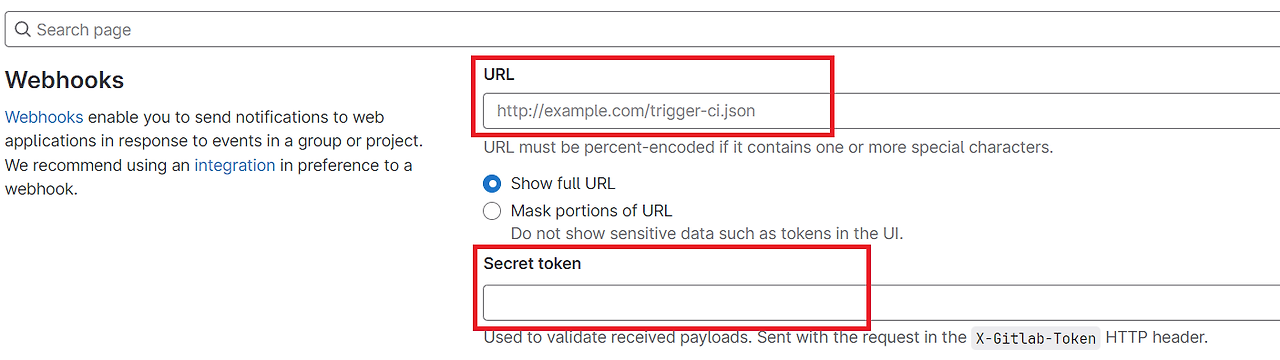 Search page
Webhooks
Webhooks enable you to send notifications to web
applications in response to events in a group or project.
We recommend using an integration in preference to a
webhook.
URL
http://example.com/trigger-ci.json
URL must be percent-encoded if it contains one or more special characters.
Show full URL
Mask portions of URL
Do not show sensitive data such as tokens in the UI.
Secret token
Used to validate received payloads. Sent with the request in the X-Gitlab-Token HTTP header.